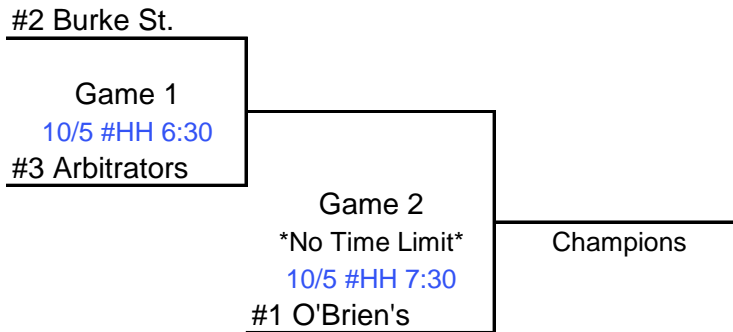 #2 Burke St.
Game 1
10/5 #HH 6:30
#3 Arbitrators
Game 2
*No Time Limit*
Champions
10/5 #HH 7:30
#1 O'Brien's